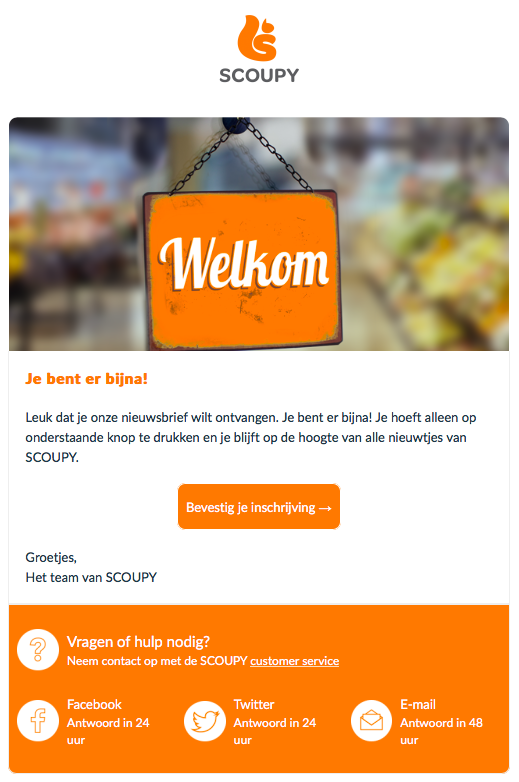 SCOUPY
Welkom
Je bent er bijna!
Leuk dat je onze nieuwsbrief wilt ontvangen. Je bent er bijna! Je hoeft alleen op
onderstaande knop te drukken en je blijft op de hoogte van alle nieuwtjes van
SCOUPY.
Bevestig je inschrijving →
Groetjes,
Het team van SCOUPY
Vragen of hulp nodig?
Neem contact op met de SCOUPY customer service
Facebook
Antwoord in 24
uur
Twitter
Antwoord in 24
uur
E-mail
Antwoord in 48
uur